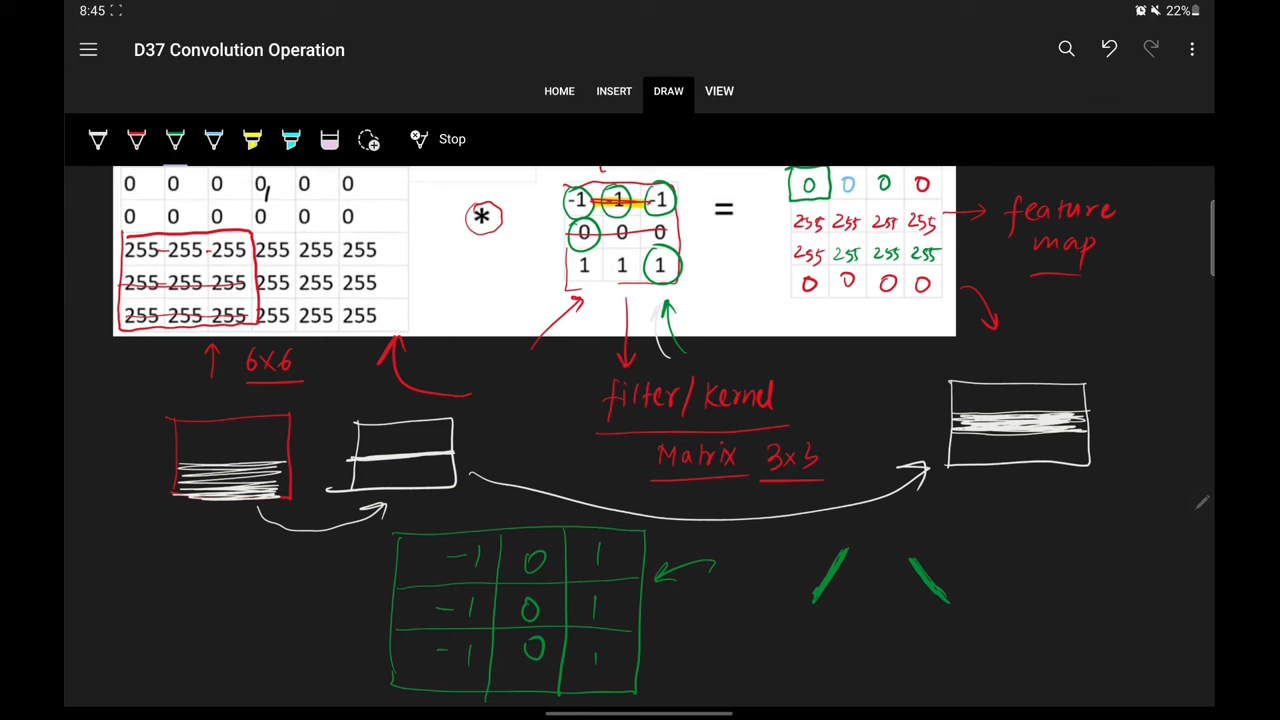 8:45
22%
D37 Convolution Operation
HOME INSERT DRAW VIEW
Stop
0 0 0 0 0 0
0 0 0 0 0 0
255 255 255 255 255 255
255 255 255 255 255 255
255 255 255 255 255 255
*
-1 -1 -1
0 0 0
1 1 1
=
0 0 0 0
255 255 255 255
255 255 255 255
0 0 0 0
feature
map
6x6
filter/kernel
Matrix 3x3
-1 0 1
-1 0 1
-1 0 1